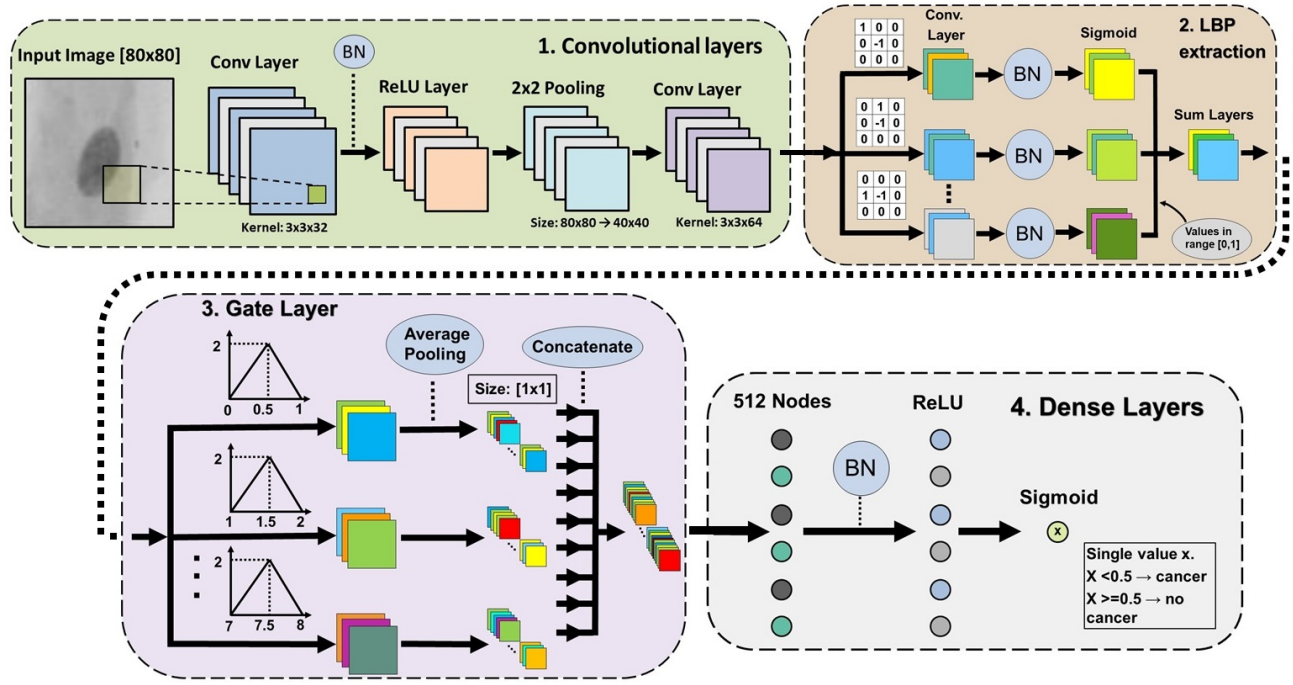 Input Image [80x80]
Conv Layer
BN
1. Convolutional layers
ReLU Layer
2x2 Pooling
Conv Layer
Kernel: 3x3x32
Size: 80x80 → 40x40
Kernel: 3x3x64
1 0 0
0 -1 0
0 0 0
Conv.
Layer
BN
Sigmoid
2. LBP
extraction
0 1 0
0 -1 0
0 0 0
BN
Sum Layers
0 0 0
1 -1 0
0 0 0
BN
Values in
range [0,1]
3. Gate Layer
2
0 0.5 1
Average
Pooling
Concatenate
Size: [1x1]
2
1 1.5 2
2
7 7.5 8
512 Nodes
BN
ReLU
4. Dense Layers
Sigmoid
x
Single value x.
X <0.5 → cancer
X >=0.5 → no
cancer